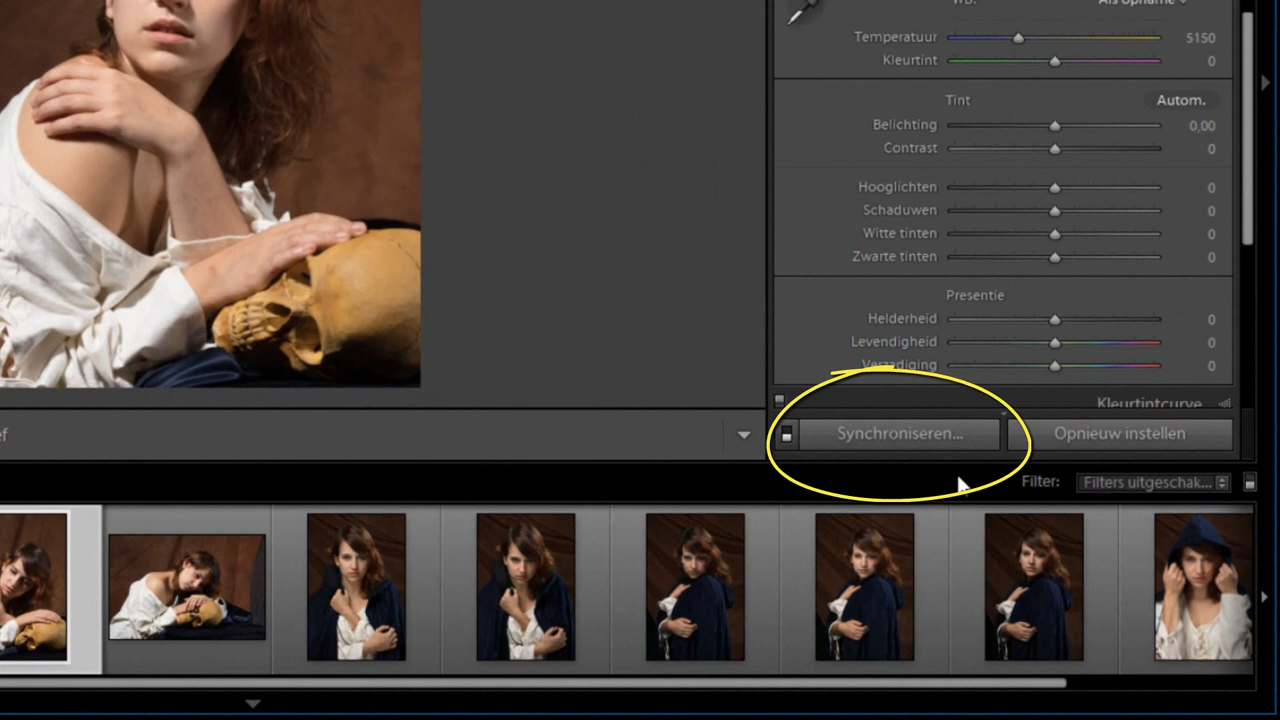 WB:
Als opname
Temperatuur 5150
Kleurtint 0
Tint Autom.
Belichting 0,00
Contrast 0
Hooglichten 0
Schaduwen 0
Witte tinten 0
Zwarte tinten 0
Presentie
Helderheid 0
Levendigheid 0
Verzadiging 0
Kleurtintcurve
ef
Synchroniseren... Opnieuw instellen
Filter: Filters uitgeschak...